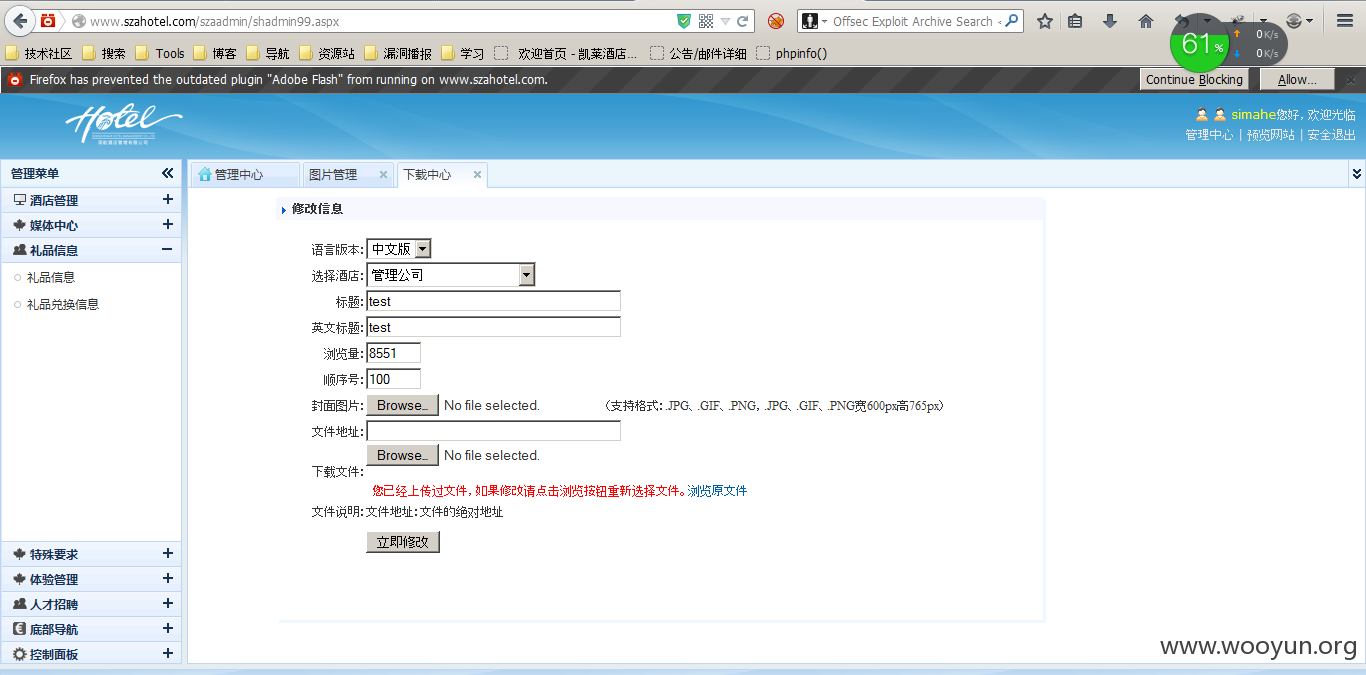 www.szahotel.com/szaadmin/shadmin99.aspx
Offsec Exploit Archive Search
技术社区 搜索 Tools 博客 导航 资源站 漏洞播报 学习 欢迎首页 - 凯莱酒店... 公告/邮件详细 phpinfo()
61%
0K/s
0K/s
Firefox has prevented the outdated plugin "Adobe Flash" from running on www.szahotel.com.
Continue Blocking
Allow...
Hotel
simahe您好, 欢迎光临
管理中心 | 预览网站 | 安全退出
管理菜单
酒店管理
媒体中心
礼品信息
礼品信息
礼品兑换信息
特殊要求
体验管理
人才招聘
底部导航
控制面板
管理中心 图片管理 下载中心
修改信息
语言版本: 中文版
选择酒店: 管理公司
标题: test
英文标题: test
浏览量: 8551
顺序号: 100
封面图片: Browse... No file selected. (支持格式: .JPG、.GIF、.PNG, .JPG、.GIF、.PNG宽600px高765px)
文件地址:
下载文件: Browse... No file selected.
您已经上传过文件, 如果修改请点击浏览按钮重新选择文件。浏览原文件
文件说明: 文件地址: 文件的绝对地址
立即修改
www.wooyun.org